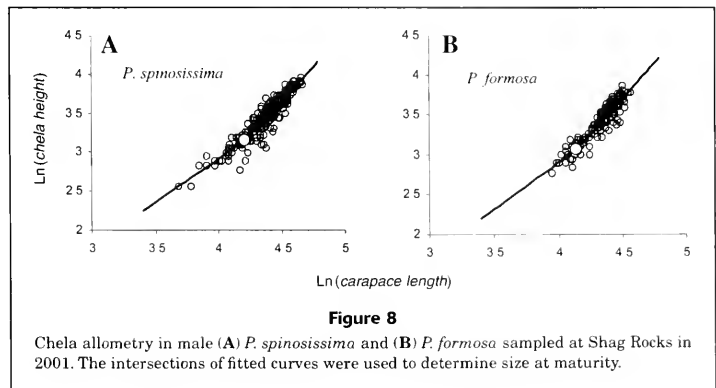 A
P. spinosissima
4 5
4
3 5
3
2 5
2
3
3 5
4
4 5
5
Ln (chela height)
B
P formosa
4 5
4
3 5
3
2 5
2
3
3 5
4
4 5
5
Ln (carapace length)
Figure 8
Chela allometry in male (A) P. spinosissima and (B) P. formosa sampled at Shag Rocks in
2001. The intersections of fitted curves were used to determine size at maturity.